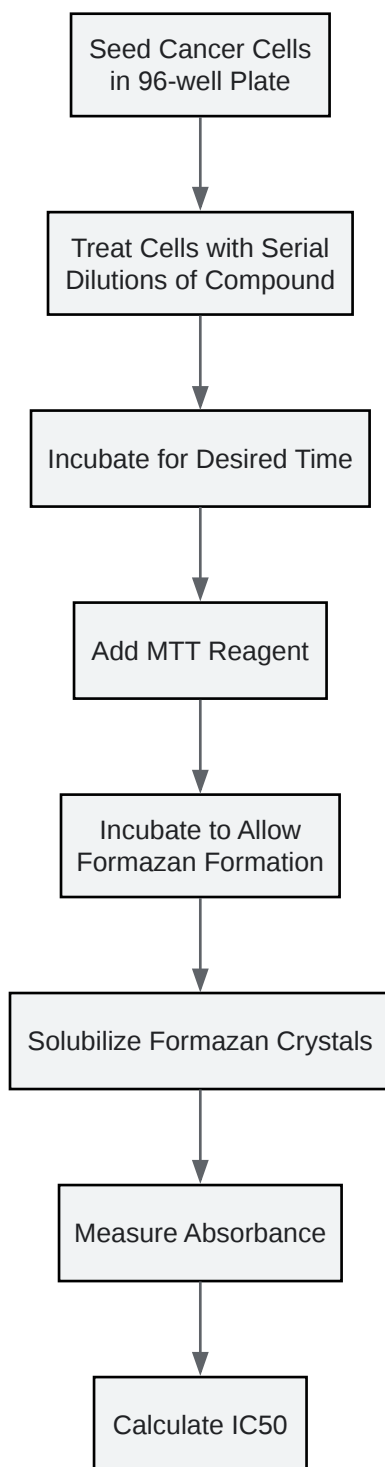 Seed Cancer Cells
in 96-well Plate
Treat Cells with Serial
Dilutions of Compound
Incubate for Desired Time
Add MTT Reagent
Incubate to Allow
Formazan Formation
Solubilize Formazan Crystals
Measure Absorbance
Calculate IC50